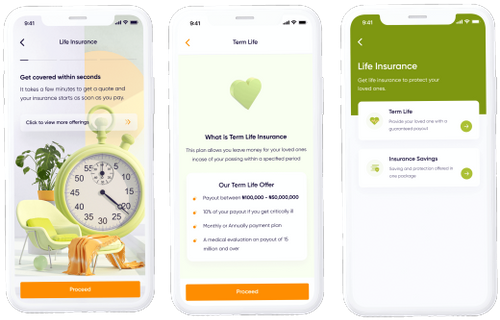 9:41
Life Insurance
Get covered within seconds
It takes a few minutes to get a quote and
your insurance starts as soon as you pay.
Click to view more offerings
60
55
5
50
10
45
15
40
20
35
25
30
Proceed
9:41
Term Life
What is Term Life Insurance
This plan allows you leave money for your loved ones
incase of your passing within a specified period
Our Term Life Offer
Payout between ₦100,000 - ₦50,000,000
10% of your payout if you get critically ill
Monthly or Annually payment plan
A medical evaluation on payout of 15
million and over
Proceed
9:41
Life Insurance
Get life insurance to protect your
loved ones.
Term Life
Provide your loved one with a
guaranteed payout
Insurance Savings
Saving and protection offered in
one package